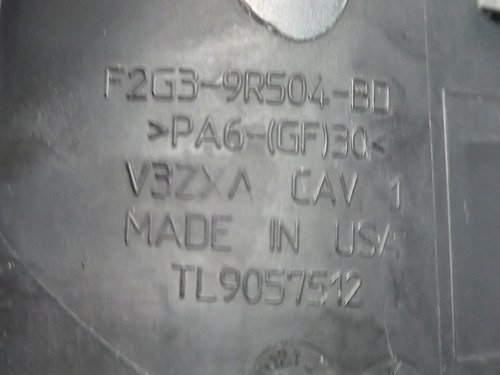 F2G3-9R504-BD
>PA6-(GF)30<
V3ZXA CAV 1
MADE IN USA
TL9057512